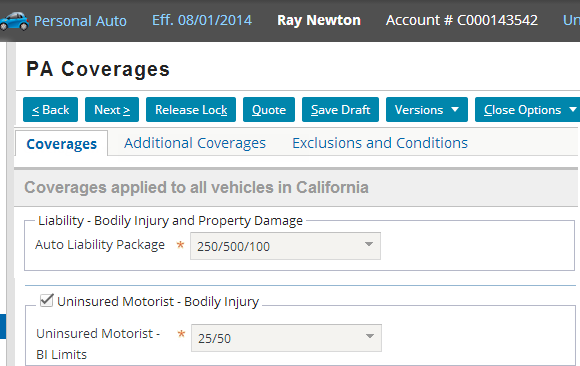 Personal Auto Eff. 08/01/2014 Ray Newton Account # C000143542 Un
PA Coverages
< Back Next > Release Lock Quote Save Draft Versions Close Options
Coverages Additional Coverages Exclusions and Conditions
Coverages applied to all vehicles in California
Liability - Bodily Injury and Property Damage
Auto Liability Package * 250/500/100
Uninsured Motorist - Bodily Injury
Uninsured Motorist - * 25/50
BI Limits